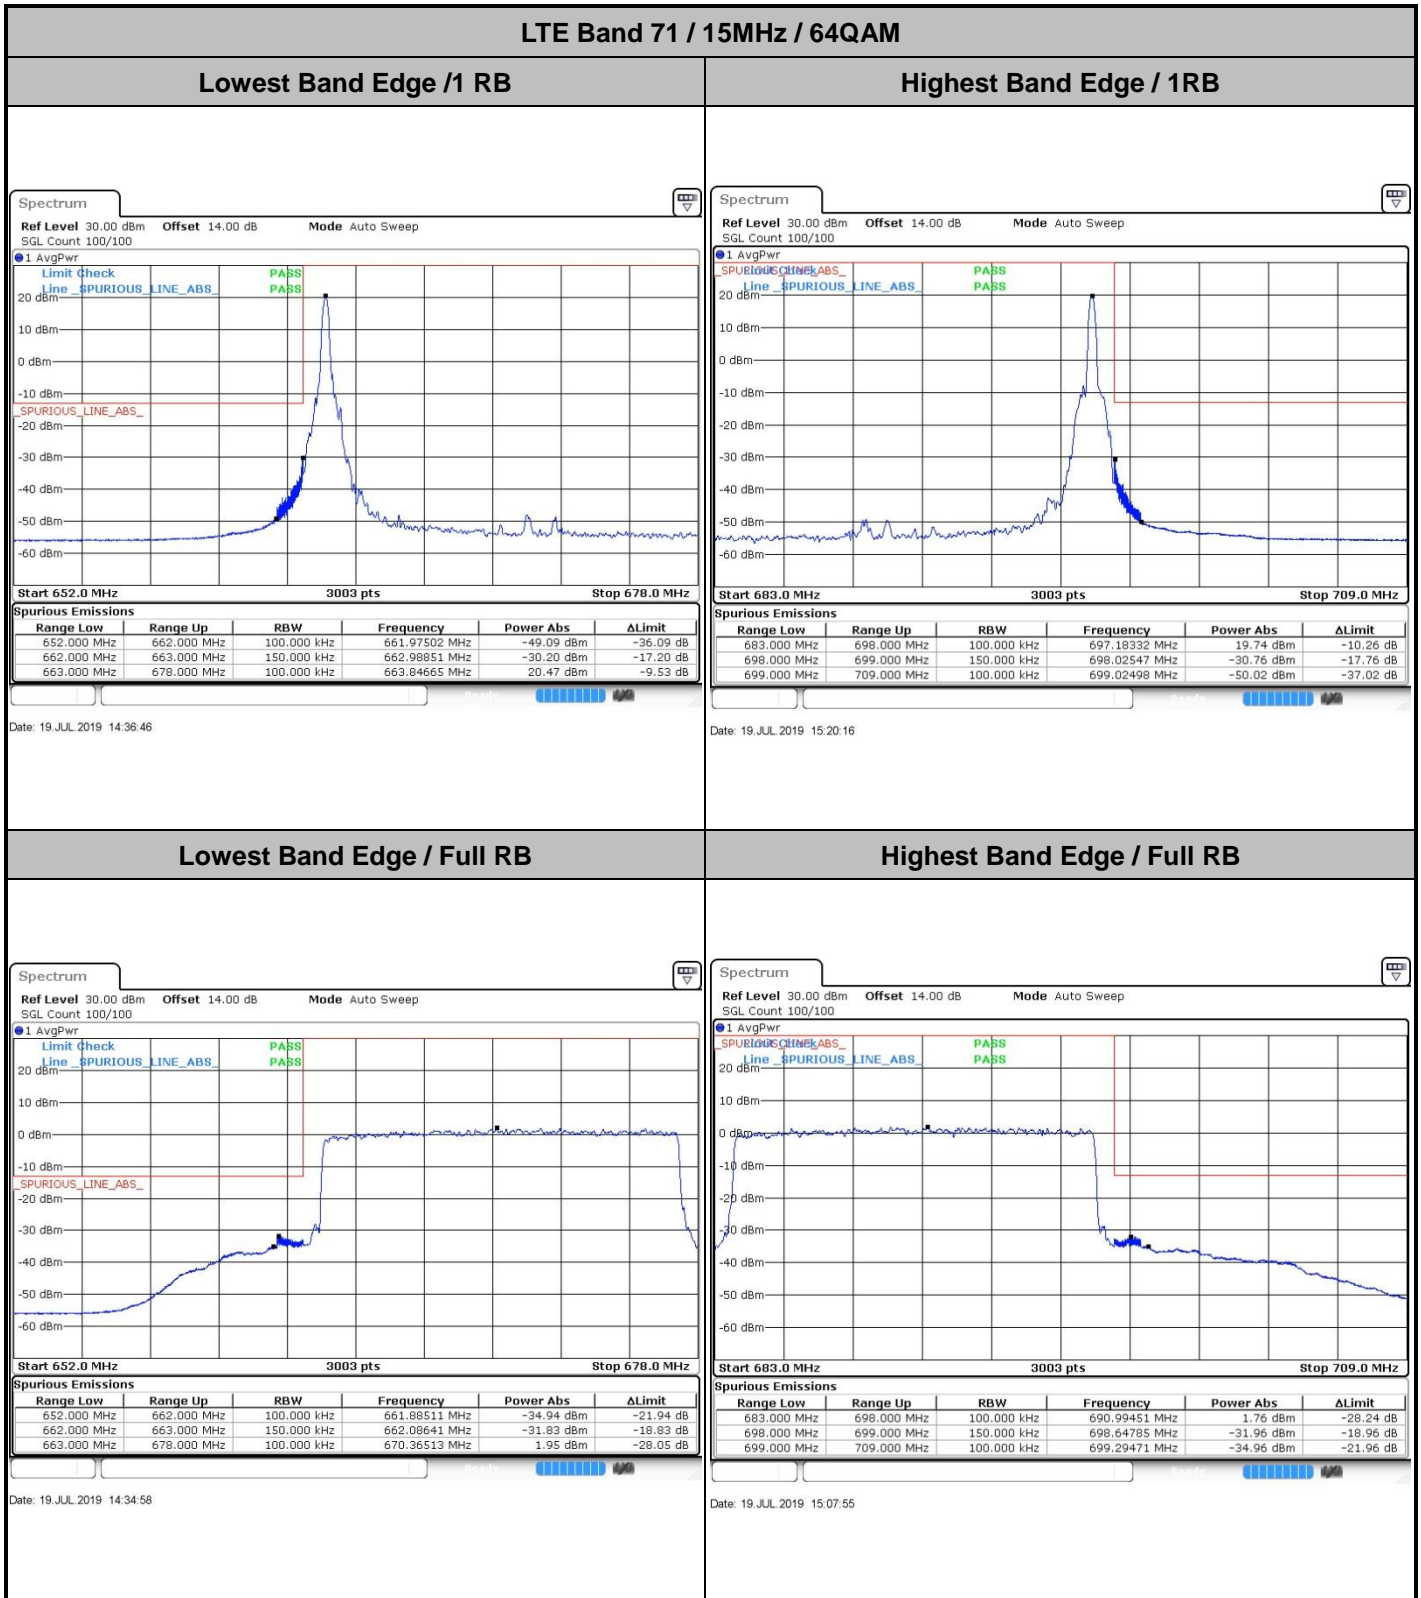 LTE Band 71 / 15MHz / 64QAM
Lowest Band Edge /1 RB
Highest Band Edge / 1RB
Spectrum
Ref Level 30.00 dBm Offset 14.00 dB Mode Auto Sweep
SGL Count 100/100
1 AvgPwr
Limit Check PASS
Line _SPURIOUS_LINE_ABS_ PASS
20 dBm
10 dBm
0 dBm
-10 dBm
_SPURIOUS_LINE_ABS_
-20 dBm
-30 dBm
-40 dBm
-50 dBm
-60 dBm
Start 652.0 MHz 3003 pts Stop 678.0 MHz
Spurious Emissions
Range Low Range Up RBW Frequency Power Abs ΔLimit
652.000 MHz 662.000 MHz 100.000 kHz 661.97502 MHz -49.09 dBm -36.09 dB
662.000 MHz 663.000 MHz 150.000 kHz 662.98851 MHz -30.20 dBm -17.20 dB
663.000 MHz 678.000 MHz 100.000 kHz 663.84665 MHz 20.47 dBm -9.53 dB
Date: 19.JUL.2019 14:36:46
Spectrum
Ref Level 30.00 dBm Offset 14.00 dB Mode Auto Sweep
SGL Count 100/100
1 AvgPwr
_SPURIOUS_LINE_ABS_
Limit Check PASS
Line _SPURIOUS_LINE_ABS_ PASS
20 dBm
10 dBm
0 dBm
-10 dBm
-20 dBm
-30 dBm
-40 dBm
-50 dBm
-60 dBm
Start 683.0 MHz 3003 pts Stop 709.0 MHz
Spurious Emissions
Range Low Range Up RBW Frequency Power Abs ΔLimit
683.000 MHz 698.000 MHz 100.000 kHz 697.18332 MHz 19.74 dBm -10.26 dB
698.000 MHz 699.000 MHz 150.000 kHz 698.02547 MHz -30.76 dBm -17.76 dB
699.000 MHz 709.000 MHz 100.000 kHz 699.02498 MHz -50.02 dBm -37.02 dB
Date: 19.JUL.2019 15:20:16
Lowest Band Edge / Full RB
Highest Band Edge / Full RB
Spectrum
Ref Level 30.00 dBm Offset 14.00 dB Mode Auto Sweep
SGL Count 100/100
1 AvgPwr
Limit Check PASS
Line _SPURIOUS_LINE_ABS_ PASS
20 dBm
10 dBm
0 dBm
-10 dBm
_SPURIOUS_LINE_ABS_
-20 dBm
-30 dBm
-40 dBm
-50 dBm
-60 dBm
Start 652.0 MHz 3003 pts Stop 678.0 MHz
Spurious Emissions
Range Low Range Up RBW Frequency Power Abs ΔLimit
652.000 MHz 662.000 MHz 100.000 kHz 661.88511 MHz -34.94 dBm -21.94 dB
662.000 MHz 663.000 MHz 150.000 kHz 662.08641 MHz -31.83 dBm -18.83 dB
663.000 MHz 678.000 MHz 100.000 kHz 670.36513 MHz 1.95 dBm -28.05 dB
Date: 19.JUL.2019 14:34:58
Spectrum
Ref Level 30.00 dBm Offset 14.00 dB Mode Auto Sweep
SGL Count 100/100
1 AvgPwr
_SPURIOUS_LINE_ABS_
Limit Check PASS
Line _SPURIOUS_LINE_ABS_ PASS
20 dBm
10 dBm
0 dBm
-10 dBm
-20 dBm
-30 dBm
-40 dBm
-50 dBm
-60 dBm
Start 683.0 MHz 3003 pts Stop 709.0 MHz
Spurious Emissions
Range Low Range Up RBW Frequency Power Abs ΔLimit
683.000 MHz 698.000 MHz 100.000 kHz 690.99451 MHz 1.76 dBm -28.24 dB
698.000 MHz 699.000 MHz 150.000 kHz 698.64785 MHz -31.96 dBm -18.96 dB
699.000 MHz 709.000 MHz 100.000 kHz 699.29471 MHz -34.96 dBm -21.96 dB
Date: 19.JUL.2019 15:07:55